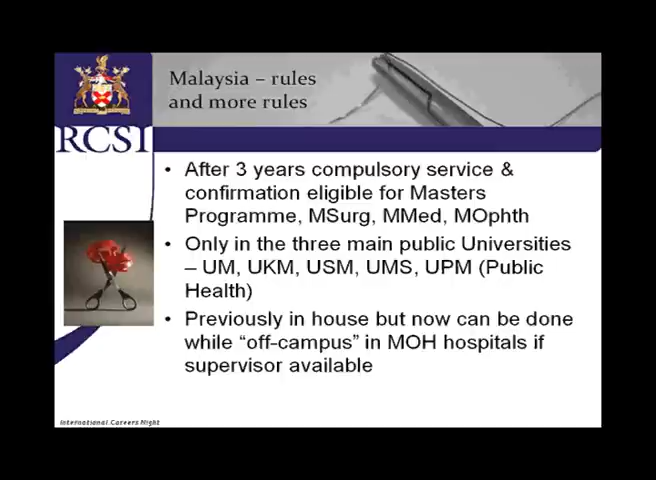 Malaysia – rules
and more rules
RCSI
• After 3 years compulsory service &
confirmation eligible for Masters
Programme, MSurg, MMed, MOphth
• Only in the three main public Universities
– UM, UKM, USM, UMS, UPM (Public
Health)
• Previously in house but now can be done
while “off-campus” in MOH hospitals if
supervisor available
International Careers Night